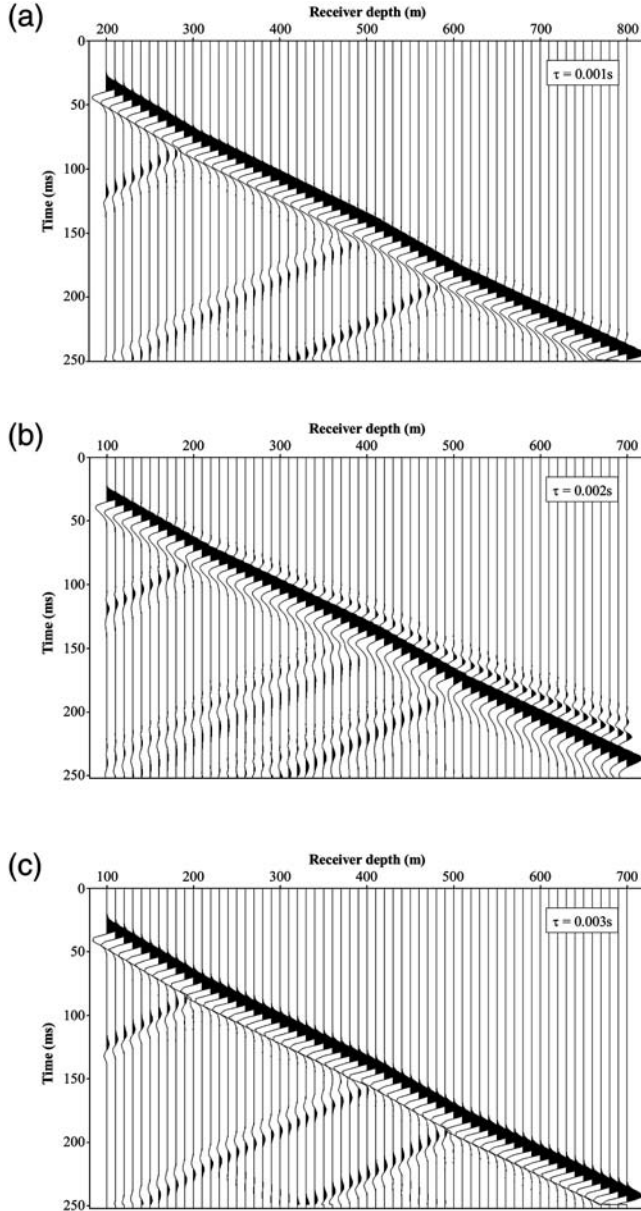 (a)
Receiver depth (m)
200 300 400 500 600 700 800
0
50
100
150
200
250
Time (ms)
τ = 0.001s
(b)
Receiver depth (m)
100 200 300 400 500 600 700
0
50
100
150
200
250
Time (ms)
τ = 0.002s
(c)
Receiver depth (m)
100 200 300 400 500 600 700
0
50
100
150
200
250
Time (ms)
τ = 0.003s